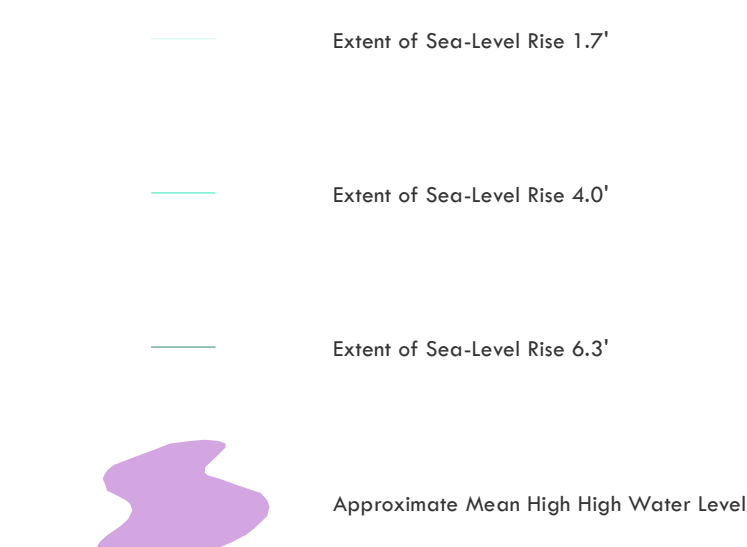 Extent of Sea-Level Rise 1.7'
Extent of Sea-Level Rise 4.0'
Extent of Sea-Level Rise 6.3'
Approximate Mean High High Water Level